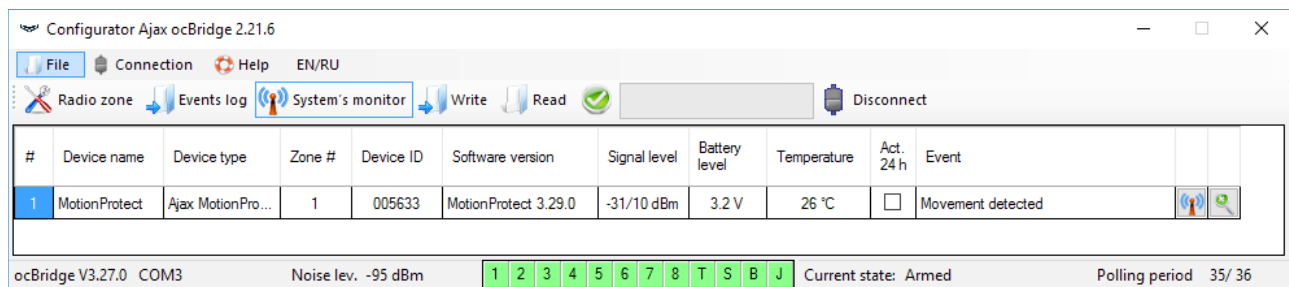 Configurator Ajax ocBridge 2.21.6
File Connection Help EN/RU
Radio zone Events log System's monitor Write Read Disconnect
# Device name Device type Zone # Device ID Software version Signal level Battery level Temperature Act. 24 h Event
1 MotionProtect Ajax MotionPro... 1 005633 MotionProtect 3.29.0 -31/10 dBm 3.2 V 26 °C Movement detected
ocBridge V3.27.0 COM3 Noise lev. -95 dBm 1 2 3 4 5 6 7 8 T S B J Current state: Armed Polling period 35/ 36